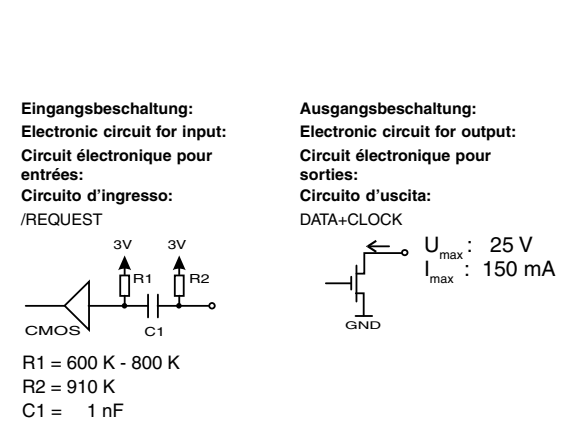 Eingangsbeschaltung:
Electronic circuit for input:
Circuit électronique pour
entrées:
Circuito d'ingresso:
/REQUEST
3V
3V
R1
R2
CMOS
C1
R1 = 600 K - 800 K
R2 = 910 K
C1 = 1 nF
Ausgangsbeschaltung:
Electronic circuit for output:
Circuit électronique pour
sorties:
Circuito d'uscita:
DATA+CLOCK
Umax : 25 V
Imax : 150 mA
GND